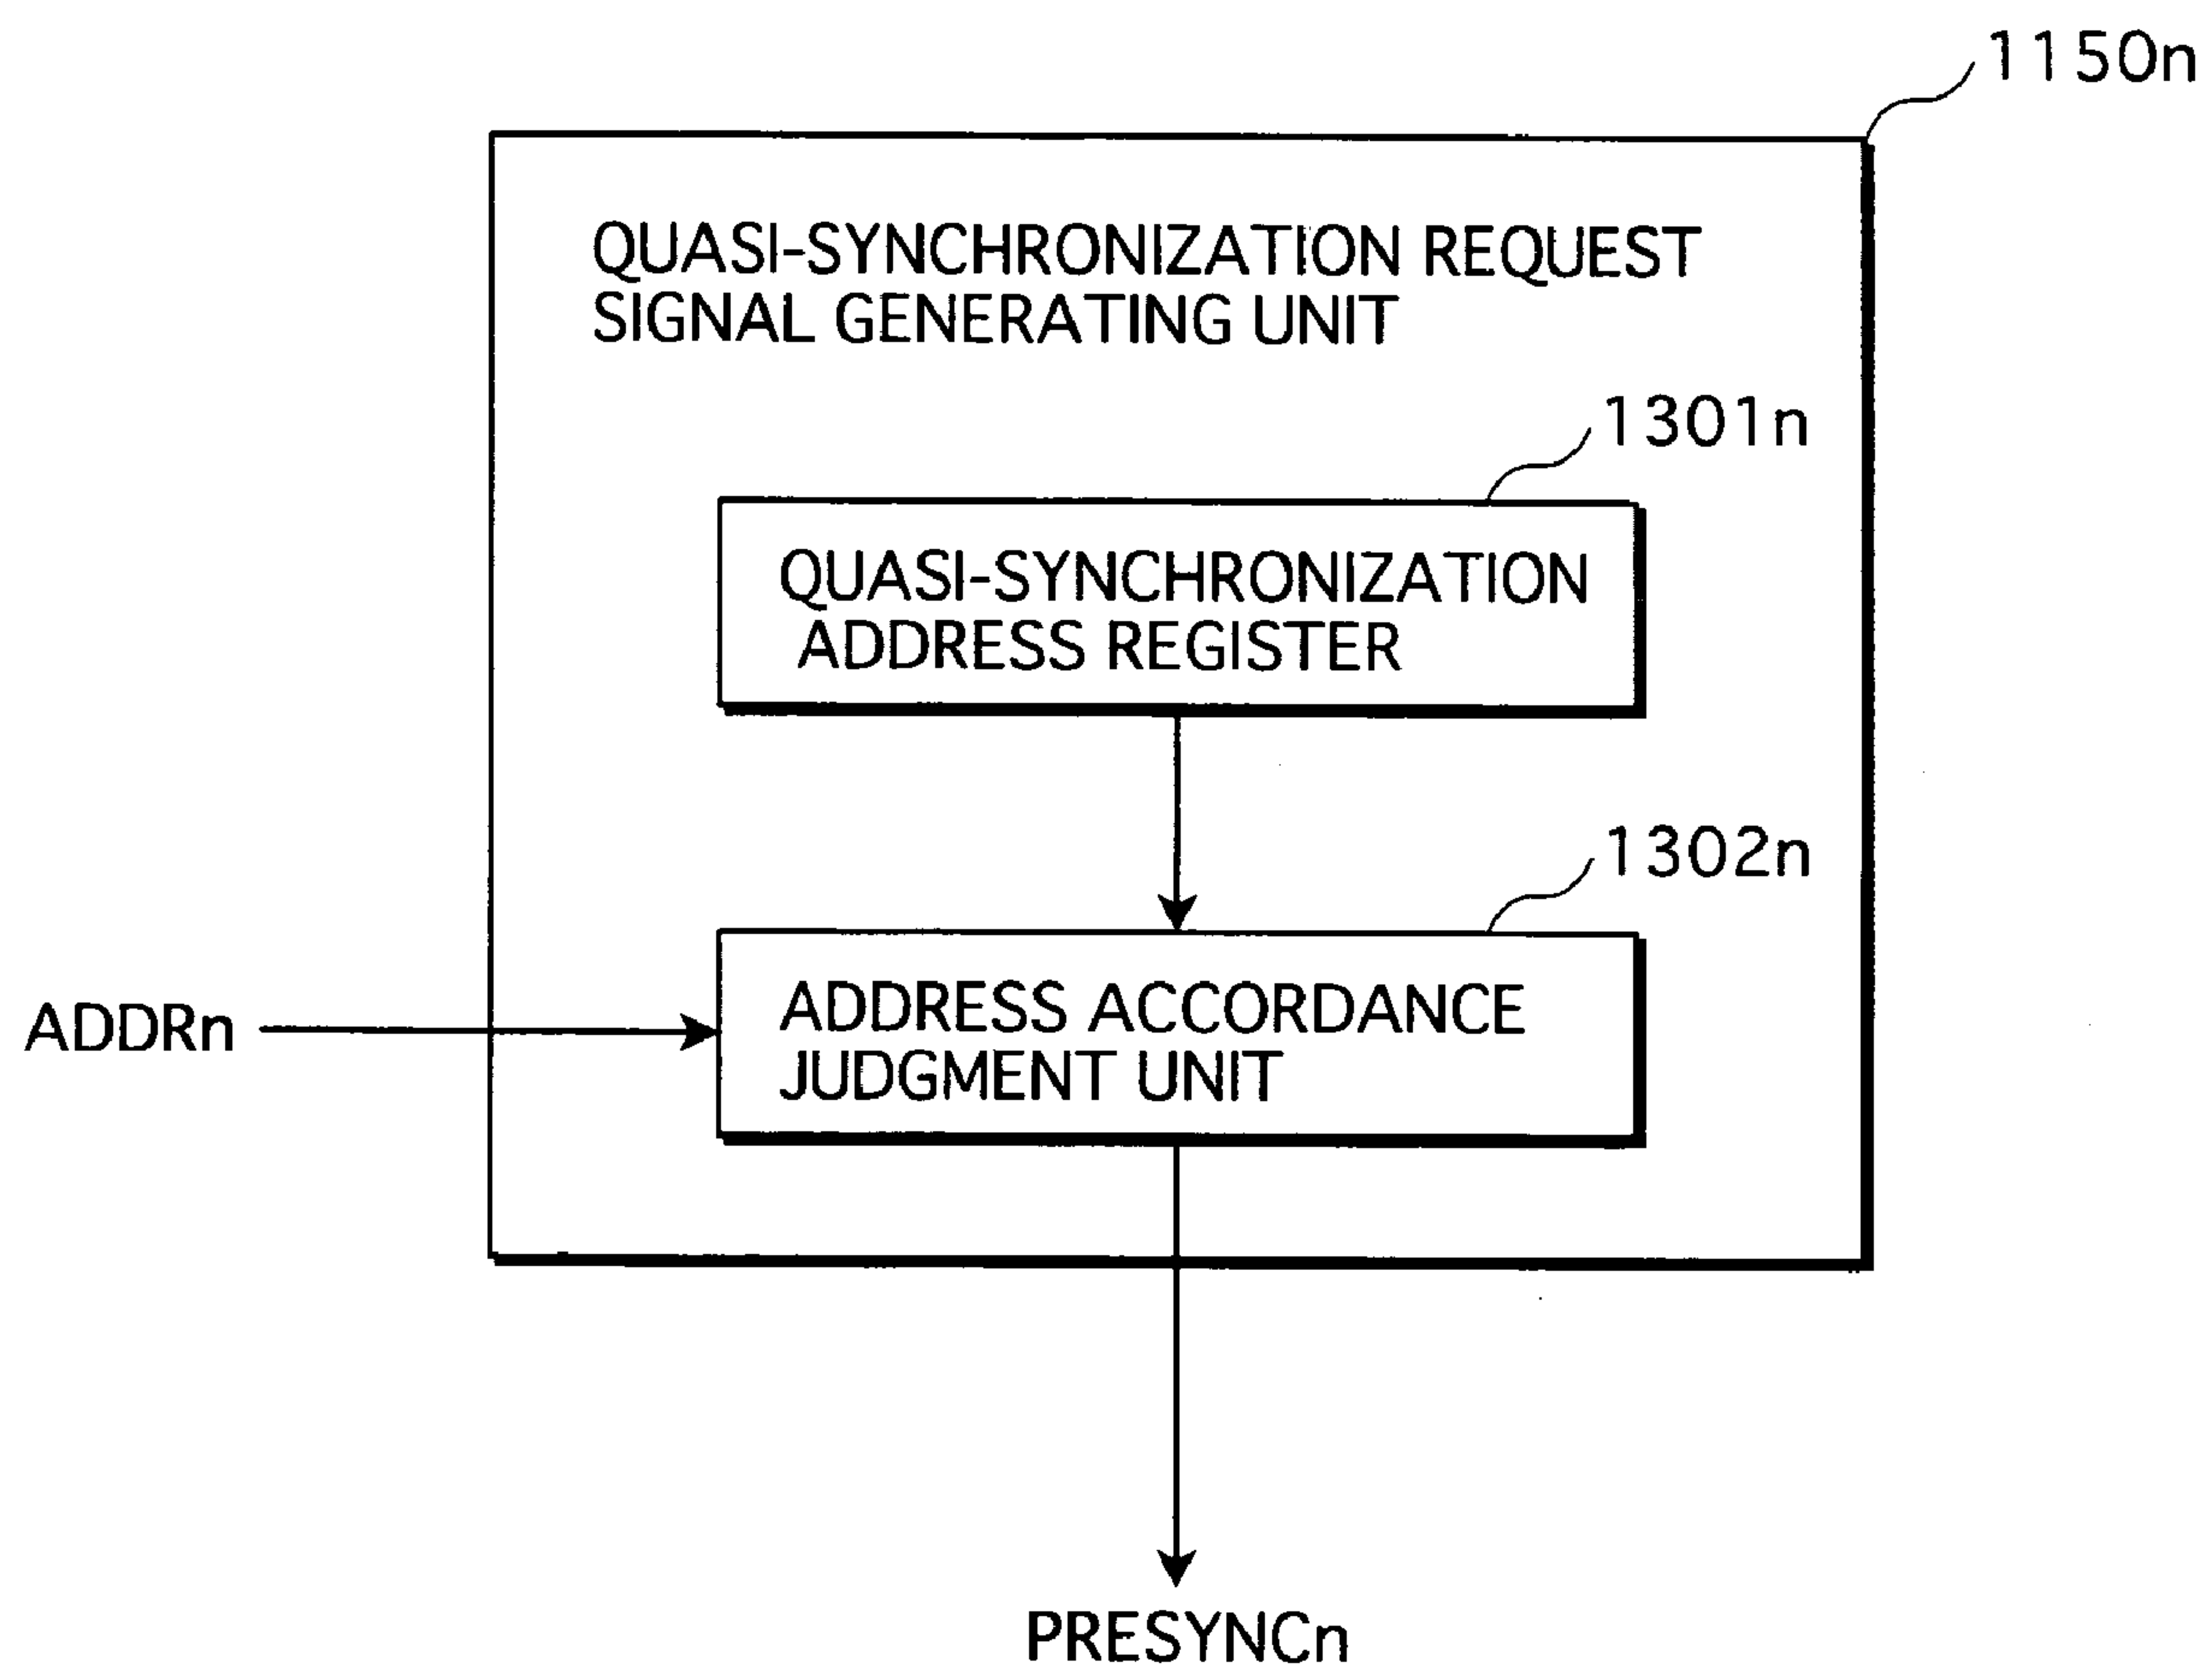 1150n
QUASI-SYNCHRONIZATION REQUEST
SIGNAL GENERATING UNIT
1301n
QUASI-SYNCHRONIZATION
ADDRESS REGISTER
1302n
ADDRESS ACCORDANCE
JUDGMENT UNIT
ADDRn
PRESYNCn